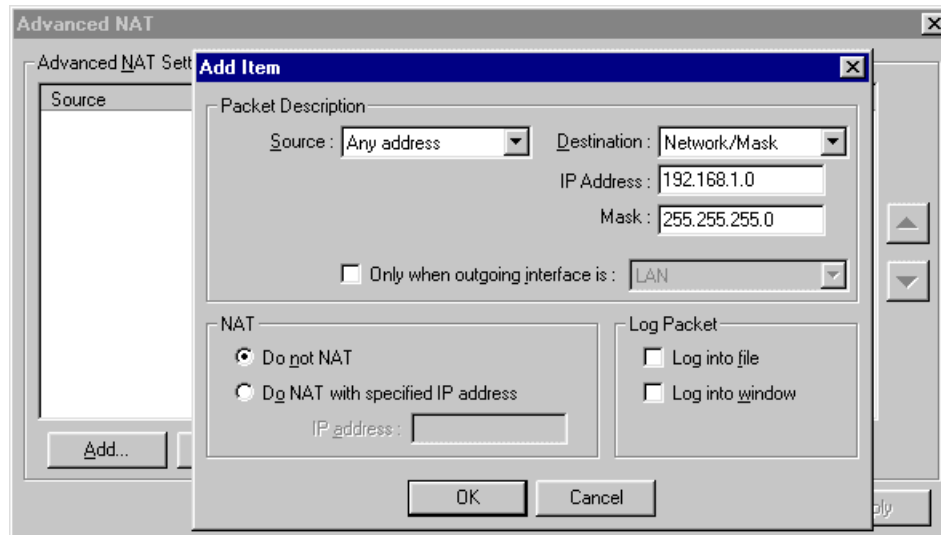 Advanced NAT
Advanced NAT Sett
Source
Add...
Add Item
Packet Description
Source : Any address
Destination : Network/Mask
IP Address : 192.168.1.0
Mask : 255.255.255.0
Only when outgoing interface is : LAN
NAT
Do not NAT
Do NAT with specified IP address
IP address :
Log Packet
Log into file
Log into window
OK Cancel
ply